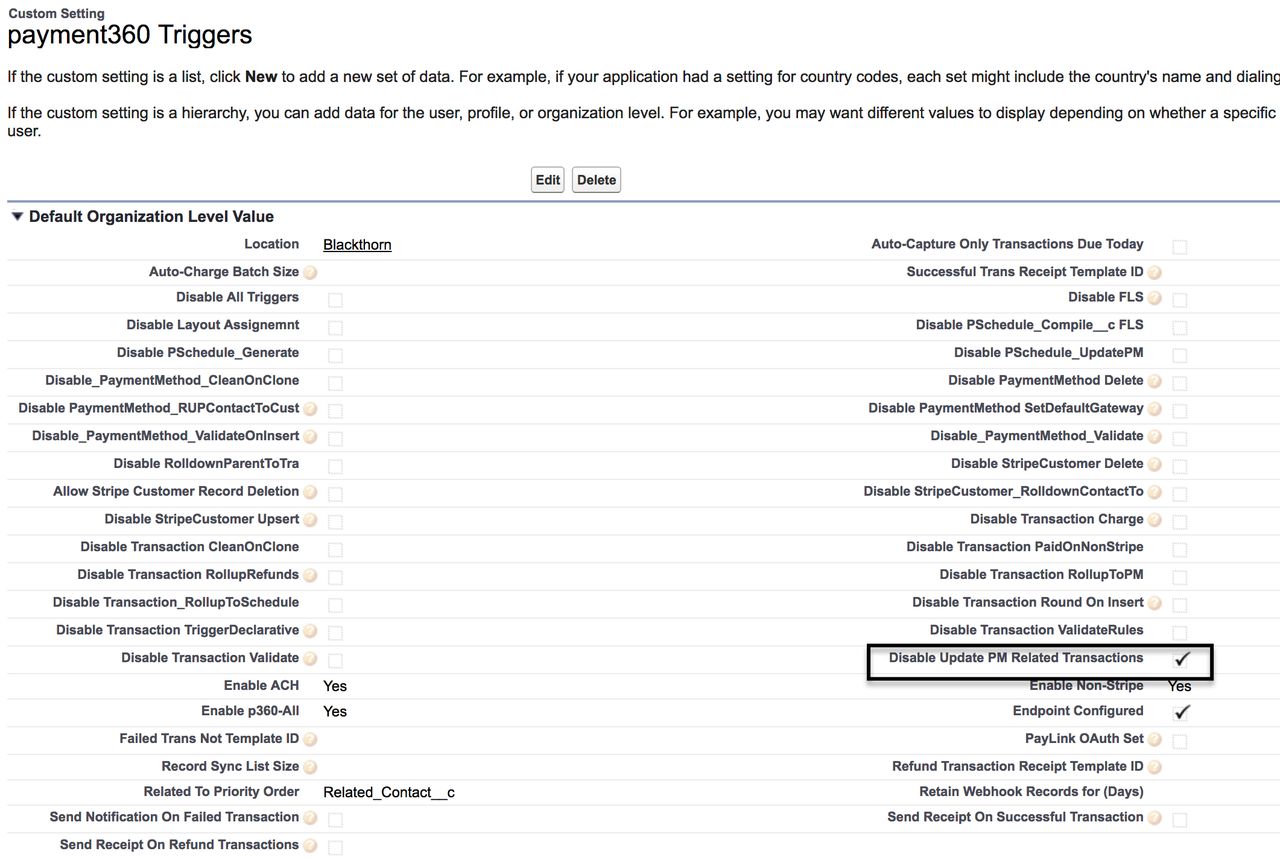 Custom Setting
payment360 Triggers
If the custom setting is a list, click New to add a new set of data. For example, if your application had a setting for country codes, each set might include the country's name and dialing
If the custom setting is a hierarchy, you can add data for the user, profile, or organization level. For example, you may want different values to display depending on whether a specific
user.
Edit Delete
Default Organization Level Value
Location Blackthorn Auto-Capture Only Transactions Due Today
Auto-Charge Batch Size ? Successful Trans Receipt Template ID ?
Disable All Triggers Disable FLS ?
Disable Layout Assignemnt Disable PSchedule_Compile__c FLS
Disable PSchedule_Generate Disable PSchedule_UpdatePM
Disable_PaymentMethod_CleanOnClone Disable PaymentMethod Delete ?
Disable PaymentMethod_RUPContactToCust ? Disable PaymentMethod SetDefaultGateway ?
Disable_PaymentMethod_ValidateOnInsert ? Disable_PaymentMethod_Validate ?
Disable RolldownParentToTra Disable StripeCustomer Delete ?
Allow Stripe Customer Record Deletion ? Disable StripeCustomer_RolldownContactTo ?
Disable StripeCustomer Upsert ? Disable Transaction Charge ?
Disable Transaction CleanOnClone Disable Transaction PaidOnNonStripe
Disable Transaction RollupRefunds ? Disable Transaction RollupToPM
Disable Transaction_RollupToSchedule Disable Transaction Round On Insert ?
Disable Transaction TriggerDeclarative ? Disable Transaction ValidateRules
Disable Transaction Validate ? Disable Update PM Related Transactions
Enable ACH Yes Enable Non-Stripe Yes
Enable p360-All Yes Endpoint Configured
Failed Trans Not Template ID ? PayLink OAuth Set ?
Record Sync List Size ? Refund Transaction Receipt Template ID ?
Related To Priority Order Related_Contact__c Retain Webhook Records for (Days)
Send Notification On Failed Transaction ? Send Receipt On Successful Transaction ?
Send Receipt On Refund Transactions ?